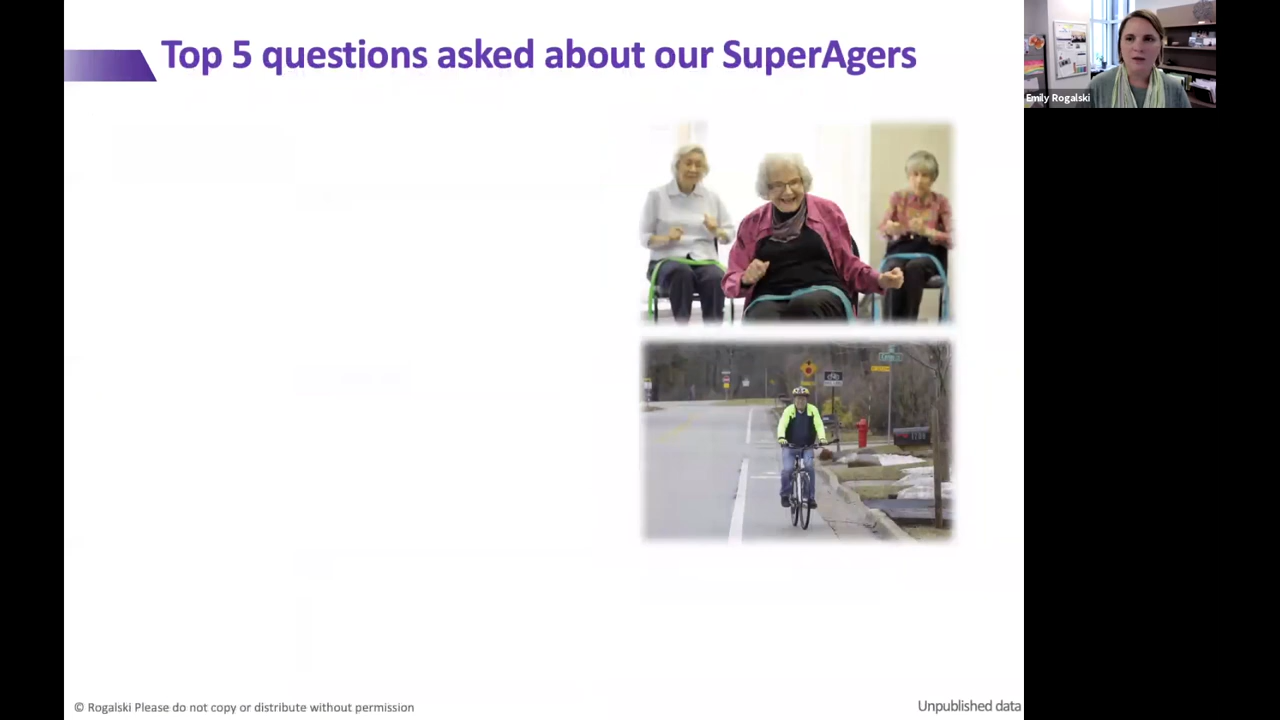 Top 5 questions asked about our SuperAgers
Emily Rogalski
© Rogalski Please do not copy or distribute without permission
Unpublished data